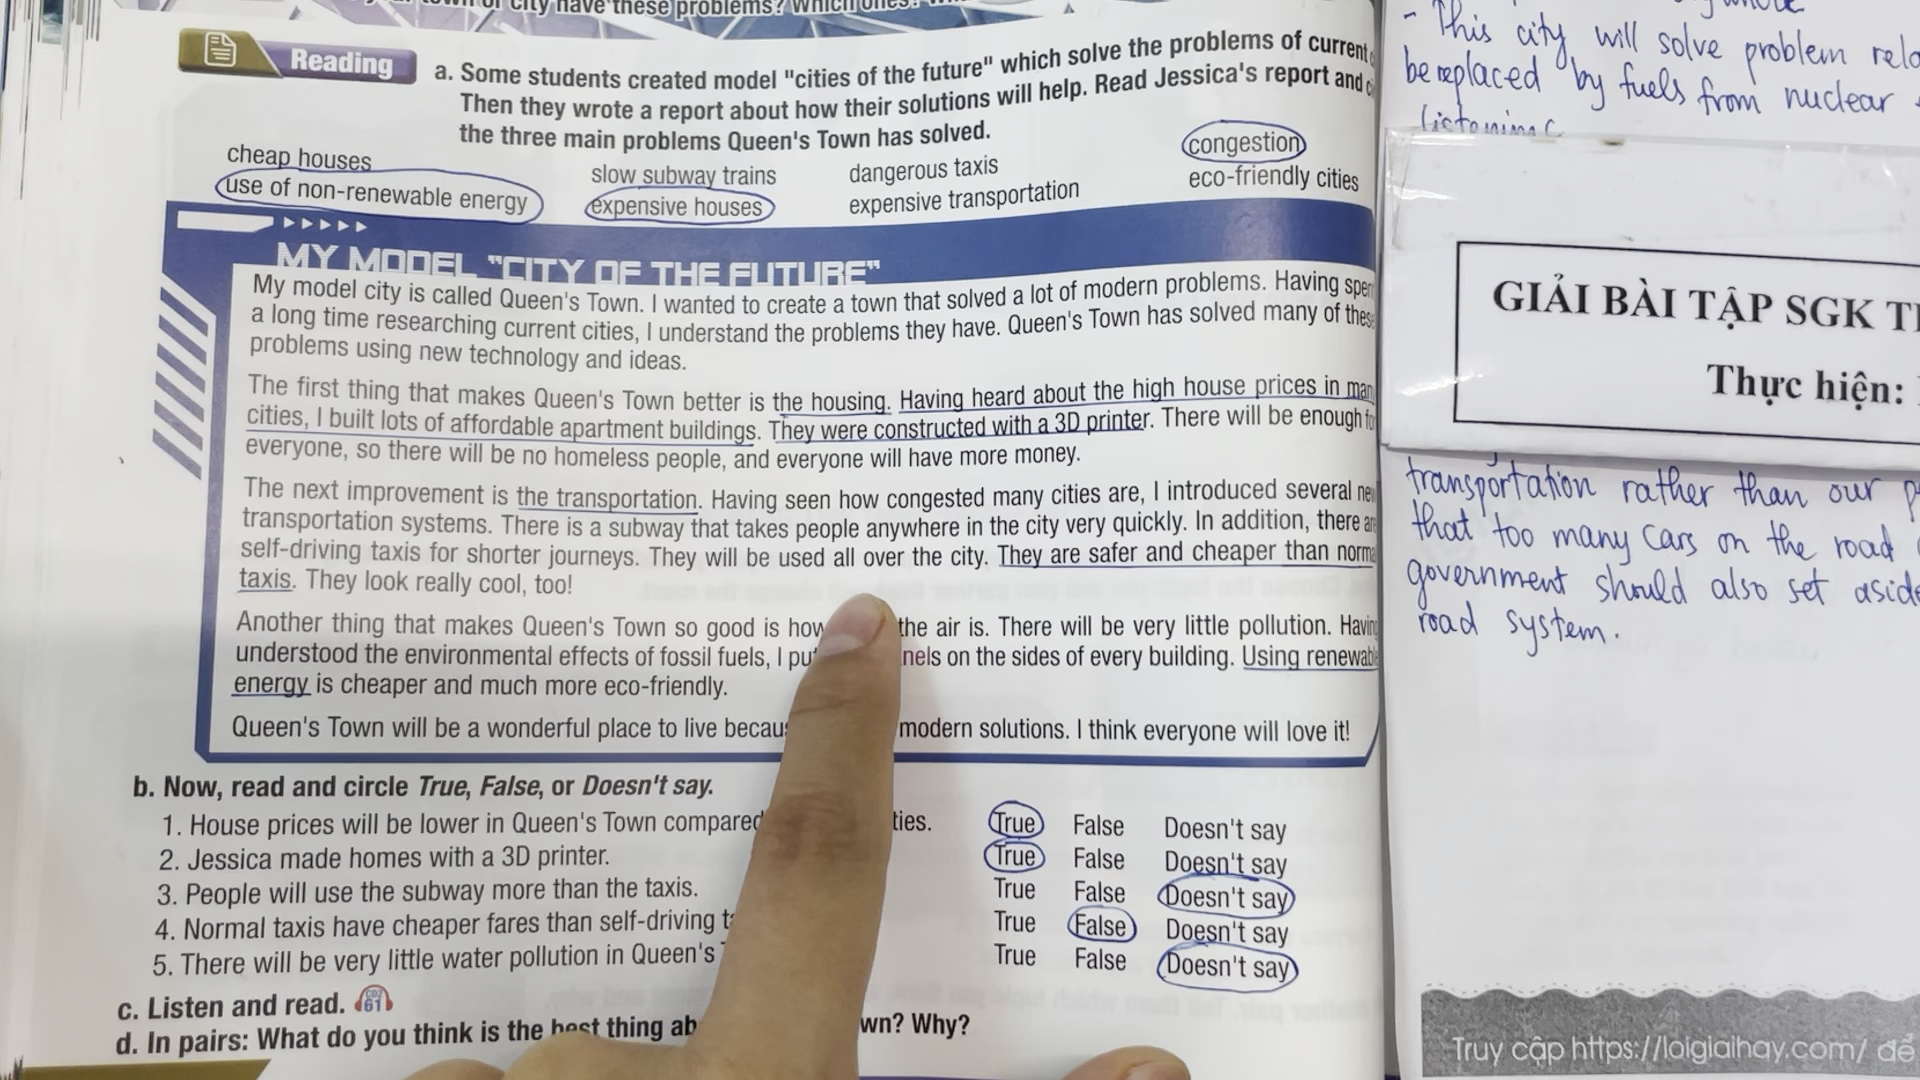 city have these problems? Which ones?
Reading
a. Some students created model "cities of the future" which solve the problems of current
Then they wrote a report about how their solutions will help. Read Jessica's report and
the three main problems Queen's Town has solved.
cheap houses
slow subway trains
dangerous taxis
congestion
use of non-renewable energy
expensive houses
expensive transportation
eco-friendly cities
MY MODEL "CITY OF THE FUTURE"
My model city is called Queen's Town. I wanted to create a town that solved a lot of modern problems. Having
a long time researching current cities, I understand the problems they have. Queen's Town has solved many of
problems using new technology and ideas.
The first thing that makes Queen's Town better is the housing. Having heard about the high house prices in
cities, I built lots of affordable apartment buildings. They were constructed with a 3D printer. There will be enough
everyone, so there will be no homeless people, and everyone will have more money.
The next improvement is the transportation. Having seen how congested many cities are, I introduced several
transportation systems. There is a subway that takes people anywhere in the city very quickly. In addition, there
self-driving taxis for shorter journeys. They will be used all over the city. They are safer and cheaper than
taxis. They look really cool, too!
Another thing that makes Queen's Town so good is how the air is. There will be very little pollution.
understood the environmental effects of fossil fuels, I on the sides of every building. Using
energy is cheaper and much more eco-friendly.
Queen's Town will be a wonderful place to live modern solutions. I think everyone will love it!
b. Now, read and circle True, False, or Doesn't say.
1. House prices will be lower in Queen's Town compared True False Doesn't say
2. Jessica made homes with a 3D printer. True False Doesn't say
3. People will use the subway more than the taxis. True False Doesn't say
4. Normal taxis have cheaper fares than self-driving True False Doesn't say
5. There will be very little water pollution in Queen's True False Doesn't say
c. Listen and read. CD2 61
d. In pairs: What do you think is the best thing Why?
- This city will solve problem
be replaced by fuels from nuclear
GIẢI BÀI TẬP SGK
Thực hiện:
transportation rather than our
that too many cars on the road
government should also set
road system.
Truy cập https://loigiaihay.com/ để